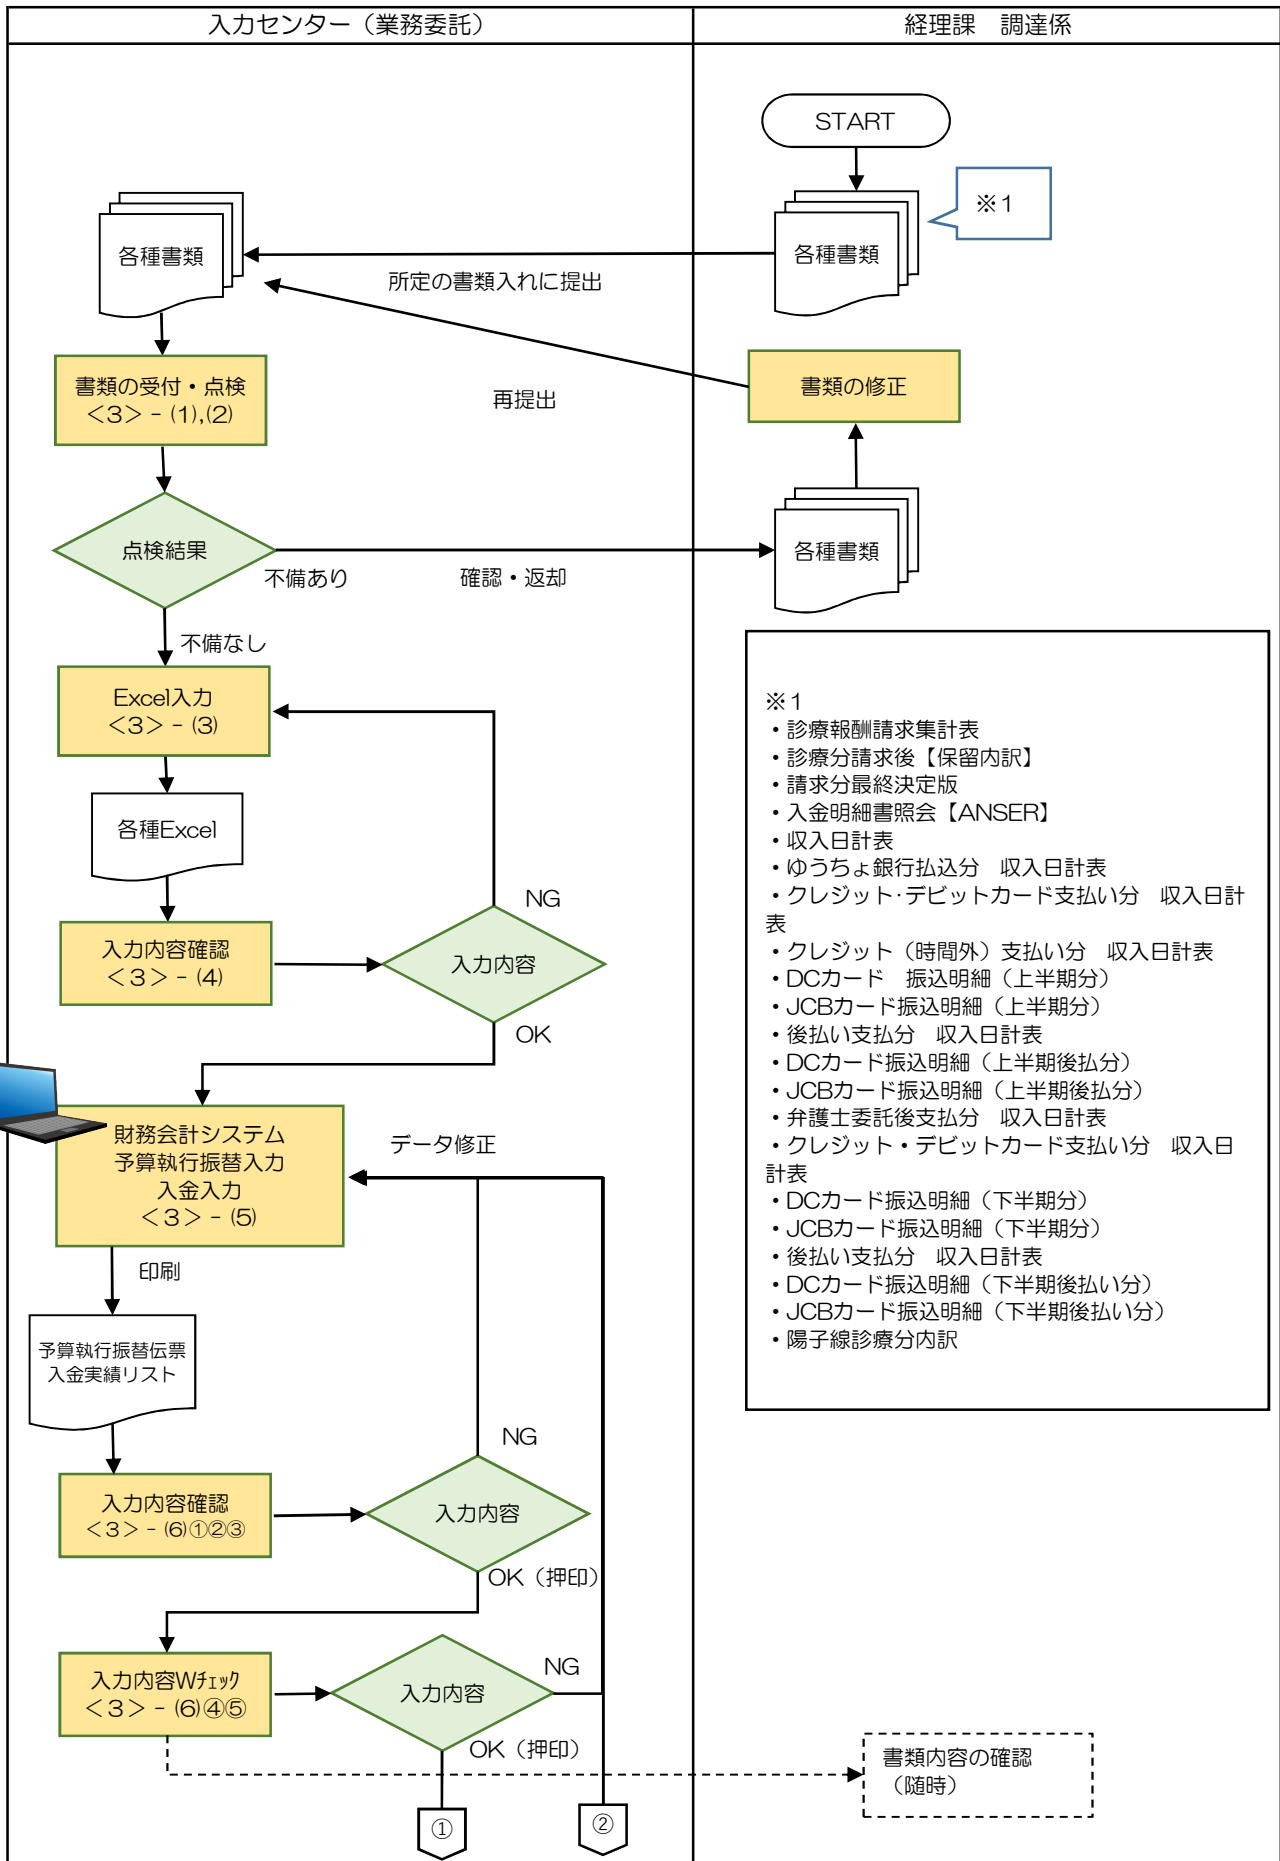 入力センター（業務委託）
経理課　調達係
START
※1
各種書類
各種書類
所定の書類入れに提出
書類の受付・点検
＜3＞ - (1),(2)
再提出
書類の修正
点検結果
不備あり
確認・返却
各種書類
不備なし
Excel入力
＜3＞ - (3)
各種Excel
NG
入力内容確認
＜3＞ - (4)
入力内容
OK
財務会計システム
予算執行振替入力
入金入力
＜3＞ - (5)
データ修正
印刷
予算執行振替伝票
入金実績リスト
NG
入力内容確認
＜3＞ - (6)①②③
入力内容
OK（押印）
入力内容Wﾁｪｯｸ
＜3＞ - (6)④⑤
入力内容
NG
OK（押印）
①
②
書類内容の確認
（随時）
※1
・診療報酬請求集計表
・診療分請求後【保留内訳】
・請求分最終決定版
・入金明細書照会【ANSER】
・収入日計表
・ゆうちょ銀行払込分　収入日計表
・クレジット･デビットカード支払い分　収入日計
表
・クレジット（時間外）支払い分　収入日計表
・DCカード　振込明細（上半期分）
・JCBカード振込明細（上半期分）
・後払い支払分　収入日計表
・DCカード振込明細（上半期後払分）
・JCBカード振込明細（上半期後払分）
・弁護士委託後支払分　収入日計表
・クレジット・デビットカード支払い分　収入日
計表
・DCカード振込明細（下半期分）
・JCBカード振込明細（下半期分）
・後払い支払分　収入日計表
・DCカード振込明細（下半期後払い分）
・JCBカード振込明細（下半期後払い分）
・陽子線診療分内訳